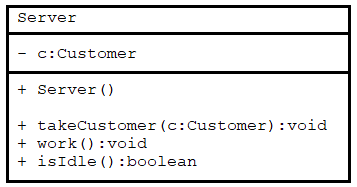 Server
- c:Customer
+ Server()
+ takeCustomer(c:Customer):void
+ work():void
+ isIdle():boolean